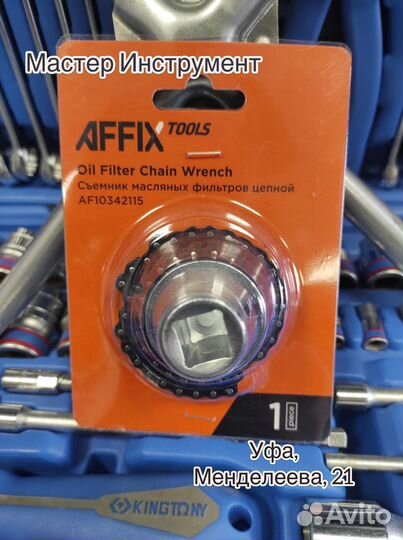 Мастер Инструмент
AFFIX TOOLS
Oil Filter Chain Wrench
Съемник масляных фильтров цепной
AF10342115
1 piece
Уфа,
Менделеева, 21
KINGTONY
Avito